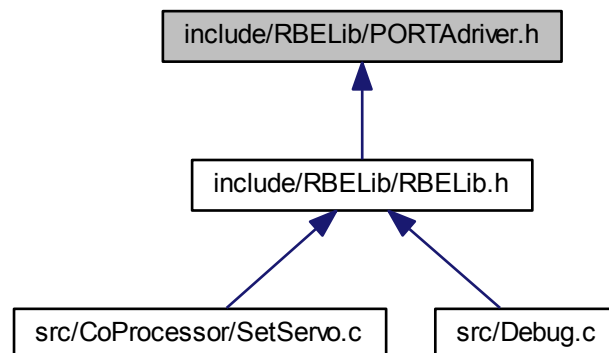 include/RBELib/PORTAdriver.h
include/RBELib/RBELib.h
src/CoProcessor/SetServo.c
src/Debug.c